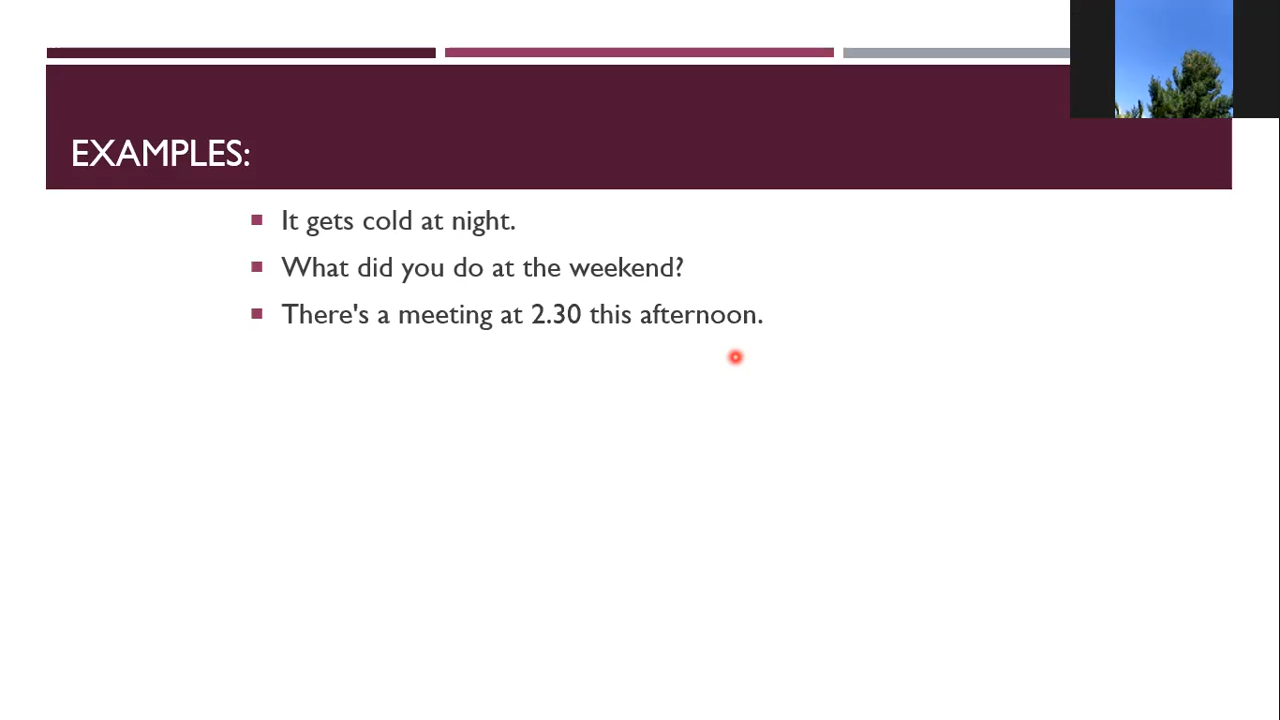 EXAMPLES:
It gets cold at night.
What did you do at the weekend?
There's a meeting at 2.30 this afternoon.